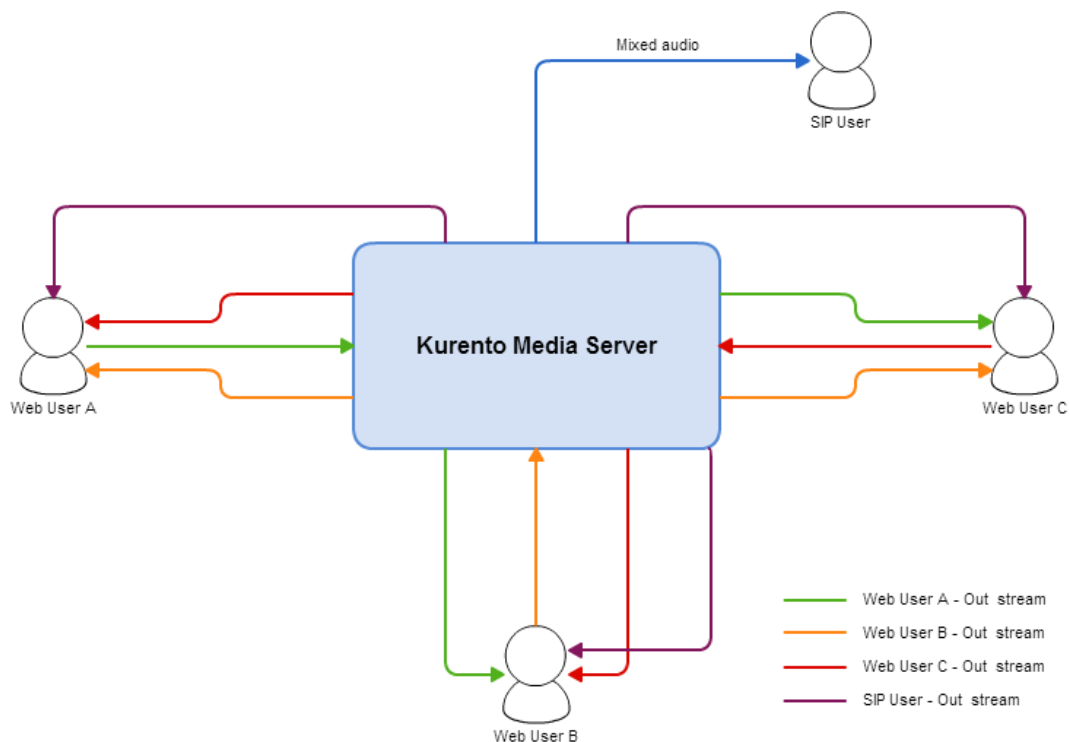 Mixed audio
SIP User
Kurento Media Server
Web User A
Web User C
Web User A - Out stream
Web User B - Out stream
Web User C - Out stream
SIP User - Out stream
Web User B